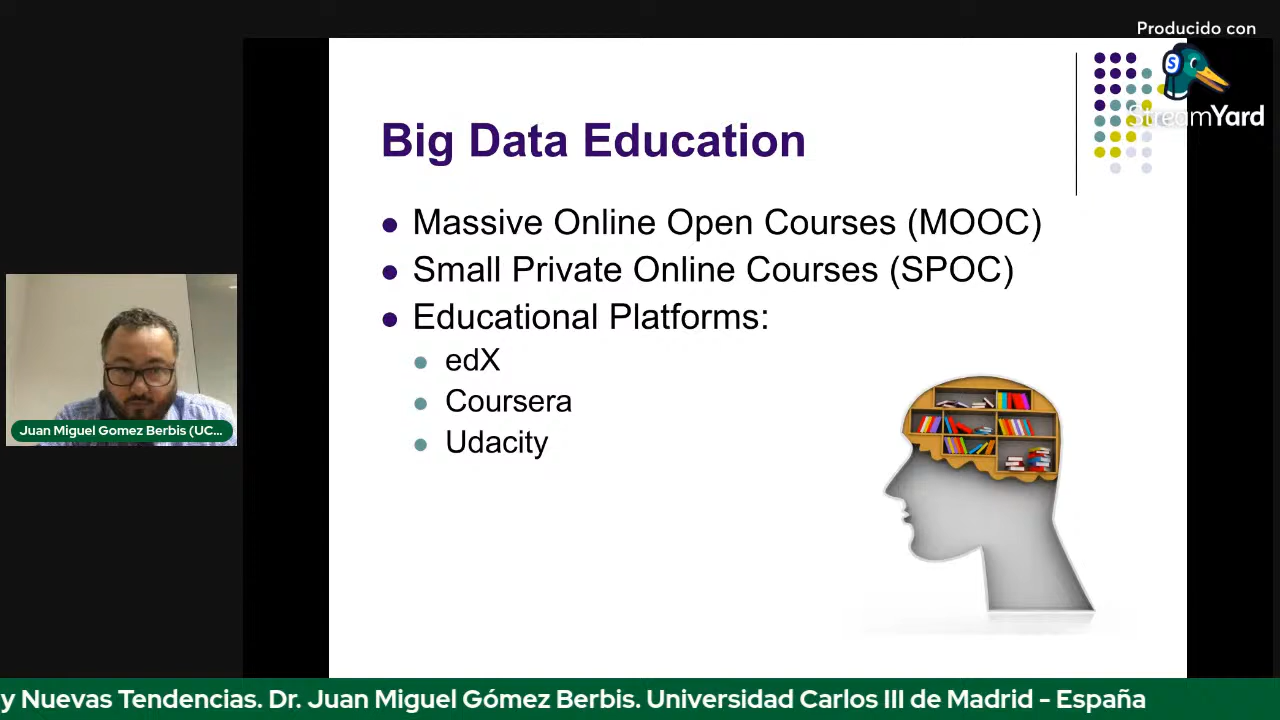 Producido con
StreamYard
Big Data Education
Massive Online Open Courses (MOOC)
Small Private Online Courses (SPOC)
Educational Platforms:
edX
Coursera
Udacity
Juan Miguel Gomez Berbis (UC...
y Nuevas Tendencias. Dr. Juan Miguel Gómez Berbis. Universidad Carlos III de Madrid - España